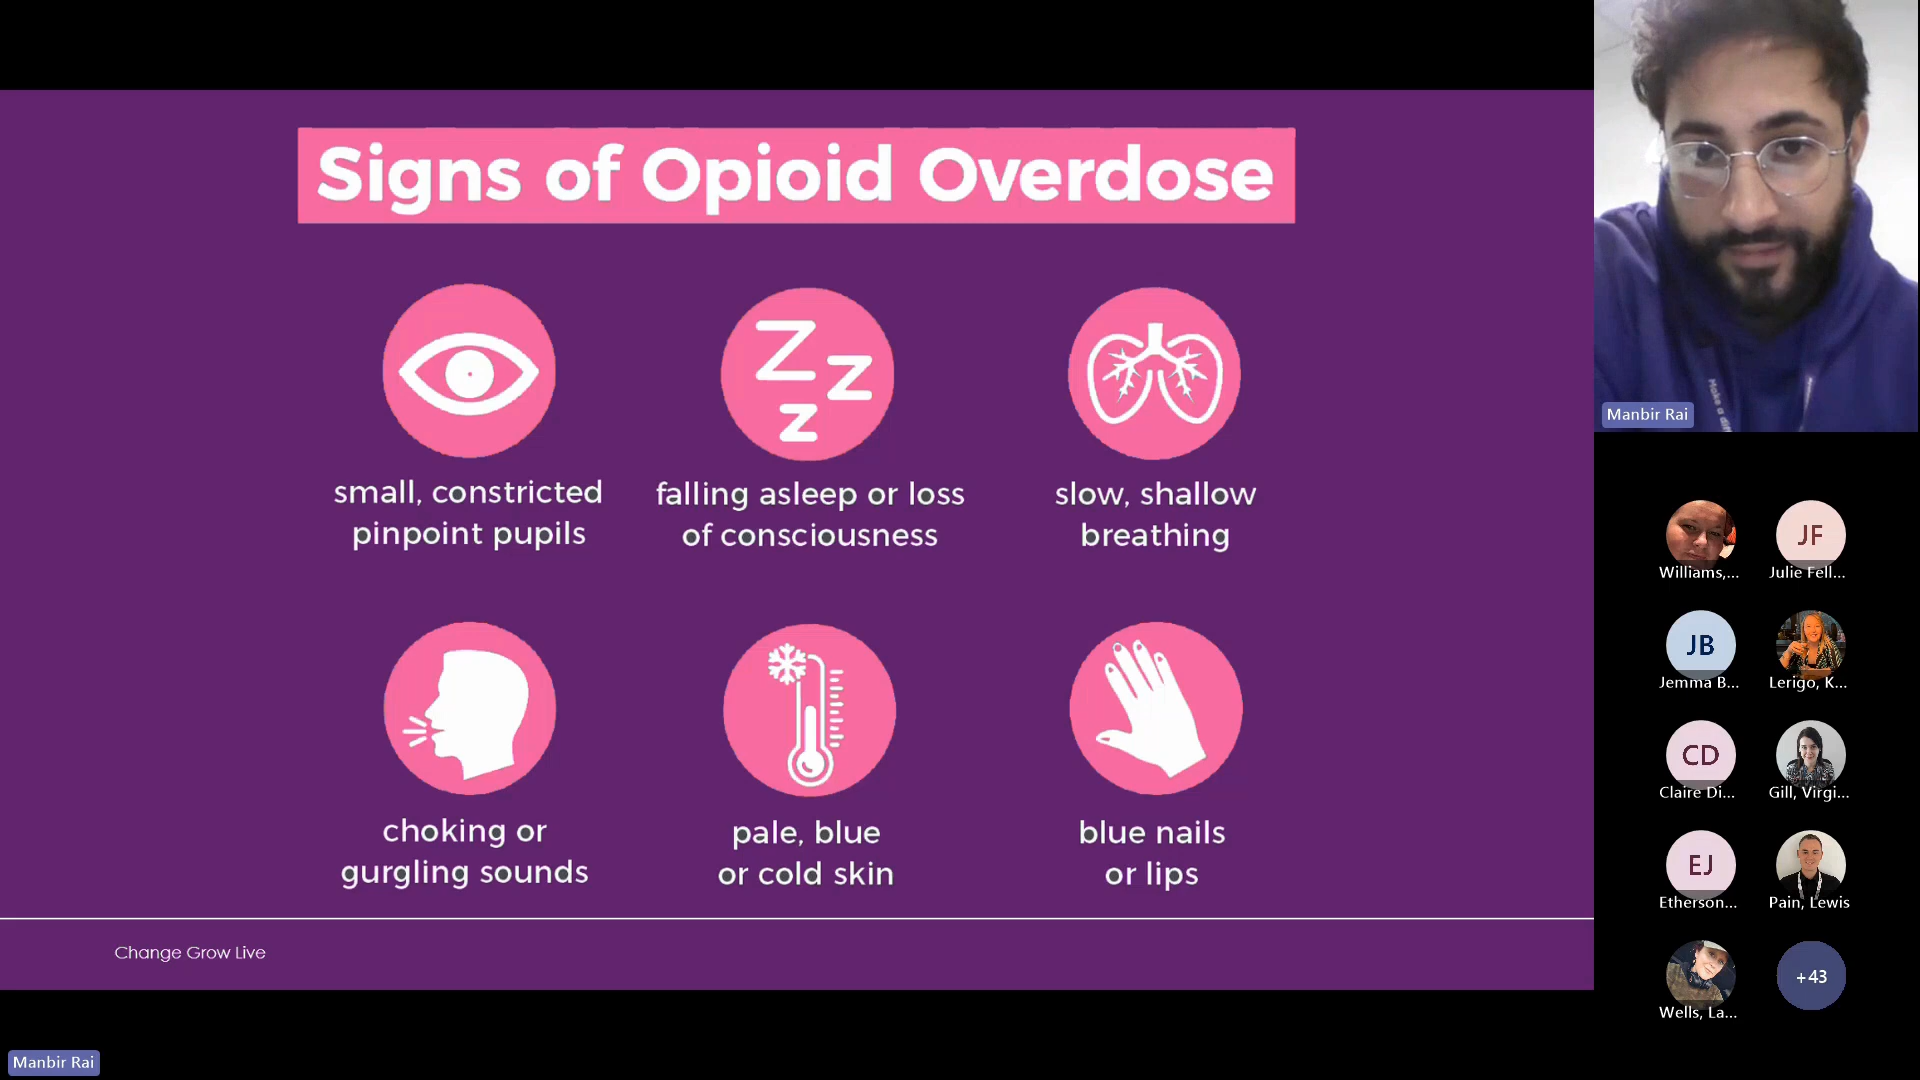 Signs of Opioid Overdose
small, constricted
pinpoint pupils
falling asleep or loss
of consciousness
slow, shallow
breathing
choking or
gurgling sounds
pale, blue
or cold skin
blue nails
or lips
Change Grow Live
Manbir Rai
Make a
Manbir Rai
Williams,...
JF
Julie Fell...
JB
Jemma B...
Lerigo, K...
CD
Claire Di...
Gill, Virgi...
EJ
Etherson...
Pain, Lewis
Wells, La...
+43